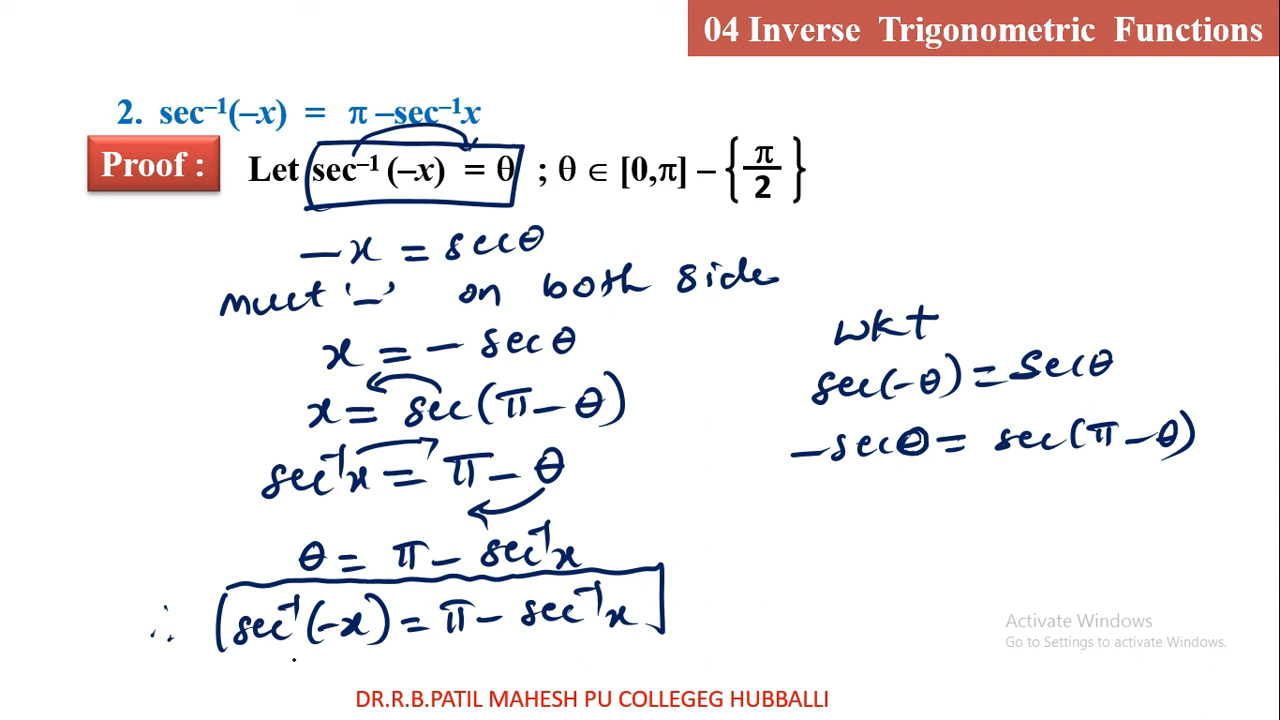 04 Inverse Trigonometric Functions
2. sec⁻¹(–x) = π –sec⁻¹x
Proof : Let sec⁻¹ (–x) = θ ; θ ∈ [0,π] – {π/2}
–x = secθ
mult '–' on both side
x = – sec θ
x = sec(π – θ)
sec⁻¹x = π – θ
θ = π – sec⁻¹x
∴ sec⁻¹(–x) = π – sec⁻¹x
wkt
sec(–θ) = secθ
–secθ = sec(π – θ)
Activate Windows
Go to Settings to activate Windows.
DR.R.B.PATIL MAHESH PU COLLEGEG HUBBALLI